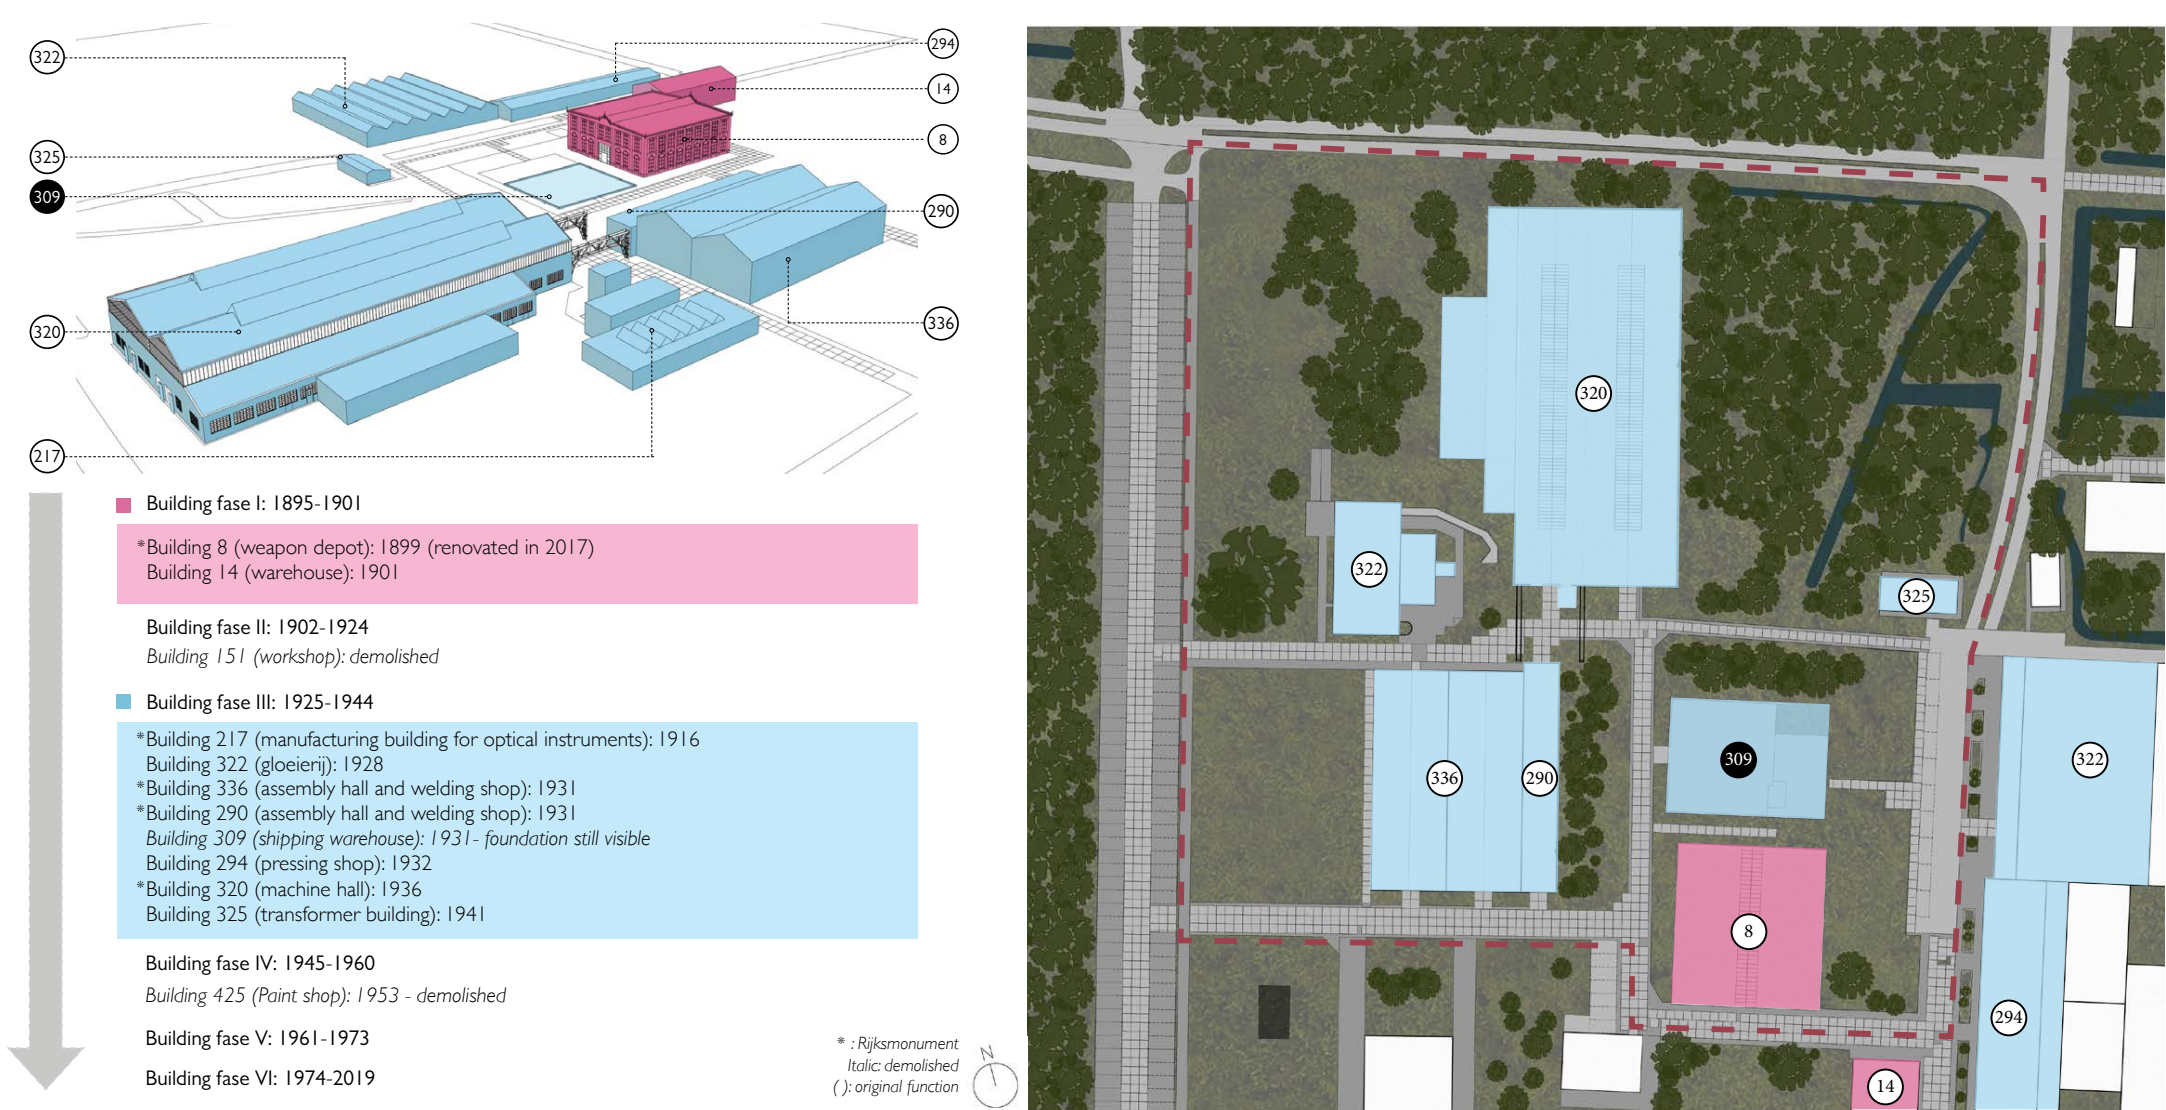 322
294
14
8
325
309
290
320
336
217
Building fase I: 1895-1901
*Building 8 (weapon depot): 1899 (renovated in 2017)
Building 14 (warehouse): 1901
Building fase II: 1902-1924
Building 151 (workshop): demolished
Building fase III: 1925-1944
*Building 217 (manufacturing building for optical instruments): 1916
Building 322 (gloeierij): 1928
*Building 336 (assembly hall and welding shop): 1931
*Building 290 (assembly hall and welding shop): 1931
Building 309 (shipping warehouse): 1931- foundation still visible
Building 294 (pressing shop): 1932
*Building 320 (machine hall): 1936
Building 325 (transformer building): 1941
Building fase IV: 1945-1960
Building 425 (Paint shop): 1953 - demolished
Building fase V: 1961-1973
Building fase VI: 1974-2019
* : Rijksmonument
Italic: demolished
( ): original function
N
320
322
325
336
290
309
322
8
294
14